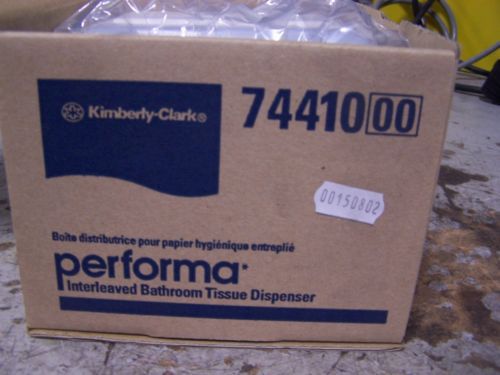 Kimberly-Clark®
7441000
00150802
Boîte distributrice pour papier hygiénique entreplié
performa*
Interleaved Bathroom Tissue Dispenser